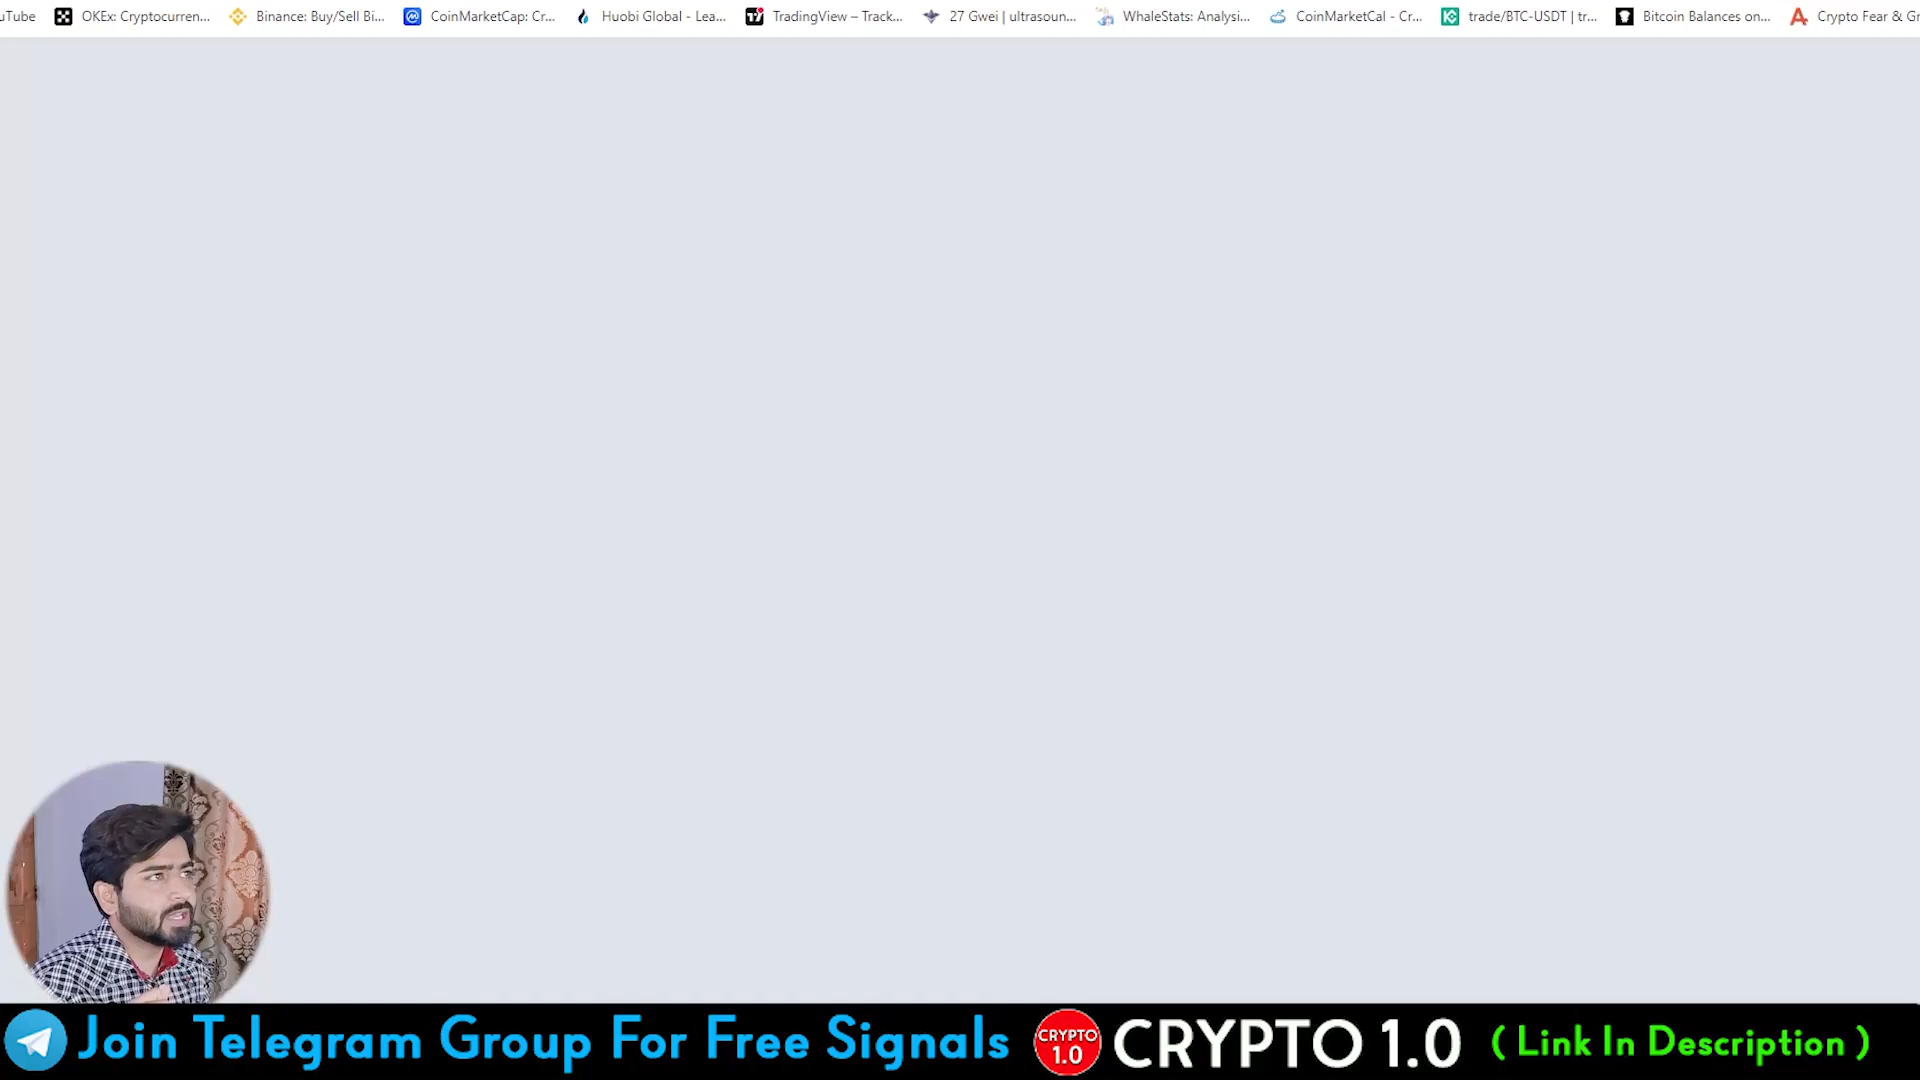 uTube OKEx: Cryptocurren... Binance: Buy/Sell Bi... CoinMarketCap: Cr... Huobi Global - Lea... TradingView – Track... 27 Gwei | ultrasoun... WhaleStats: Analysi... CoinMarketCal - Cr... trade/BTC-USDT | tr... Bitcoin Balances on... Crypto Fear & Gr
Join Telegram Group For Free Signals CRYPTO 1.0 CRYPTO 1.0 ( Link In Description )